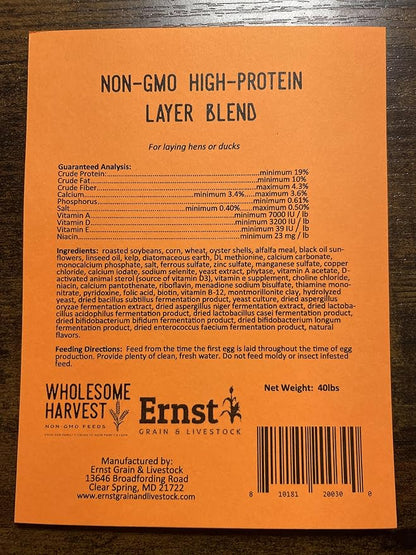 NON-GMO HIGH-PROTEIN
LAYER BLEND
For laying hens or ducks
Guaranteed Analysis:
Crude Protein:..........minimum 19%
Crude Fat..........minimum 10%
Crude Fiber..........maximum 4.3%
Calcium..........minimum 3.4%.....maximum 3.6%
Phosphorus..........minimum 0.61%
Salt..........minimum 0.40%.....maximum 0.50%
Vitamin A..........minimum 7000 IU / lb
Vitamin D..........minimum 3200 IU / lb
Vitamin E..........minimum 39 IU / lb
Niacin..........minimum 23 mg / lb
Ingredients: roasted soybeans, corn, wheat, oyster shells, alfalfa meal, black oil sun-
flowers, linseed oil, kelp, diatomaceous earth, DL methionine, calcium carbonate,
monocalcium phosphate, salt, ferrous sulfate, zinc sulfate, manganese sulfate, copper
chloride, calcium iodate, sodium selenite, yeast extract, phytase, vitamin A acetate, D-
activated animal sterol (source of vitamin D3), vitamin e supplement, choline chloride,
niacin, calcium pantothenate, riboflavin, menadione sodium bisulfate, thiamine mono-
nitrate, pyridoxine, folic acid, biotin, vitamin B-12, montmorillonite clay, hydrolyzed
yeast, dried bacillus subtillus fermentation product, yeast culture, dried aspergillus
oryzae fermentation extract, dried aspergillus niger fermentation extract, dried lactoba-
cillus acidophilus fermentation product, dried lactobacillus casei fermentation product,
dried bifidobacterium bifidum fermentation product, dried bifidobacterium longum
fermentation product, dried enterococcus faecium fermentation product, natural
flavors.
Feeding Directions: Feed from the time the first egg is laid throughout the time of egg
production. Provide plenty of clean, fresh water. Do not feed moldy or insect infested
feed.
Net Weight: 40lbs
WHOLESOME
HARVEST
NON-GMO FEEDS
Ernst
GRAIN & LIVESTOCK
Manufactured by:
Ernst Grain & Livestock
13646 Broadfording Road
Clear Spring, MD 21722
www.ernstgrainandlivestock.com
8 10181 20030 0